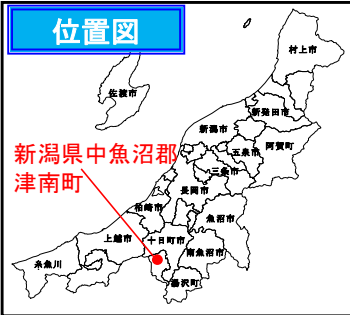 位置図
村上市
佐渡市
新発田市
新潟市
阿賀町
五泉市
三条市
新潟県中魚沼郡
津南町
長岡市
柏崎市
魚沼市
上越市
十日町市
南魚沼市
糸魚川
湯沢町